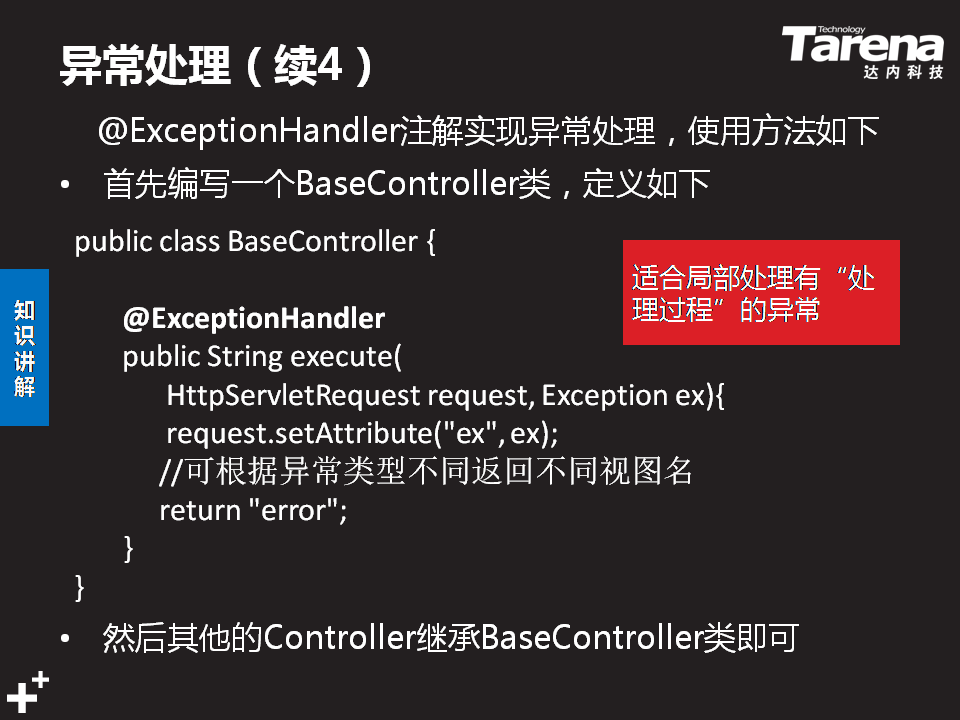 异常处理（续4）
Technology
Tarena
达内科技
@ExceptionHandler注解实现异常处理，使用方法如下
• 首先编写一个BaseController类，定义如下
public class BaseController {
适合局部处理有“处
理过程”的异常
知
识
讲
解
@ExceptionHandler
public String execute(
HttpServletRequest request, Exception ex){
request.setAttribute("ex", ex);
//可根据异常类型不同返回不同视图名
return "error";
}
}
• 然后其他的Controller继承BaseController类即可